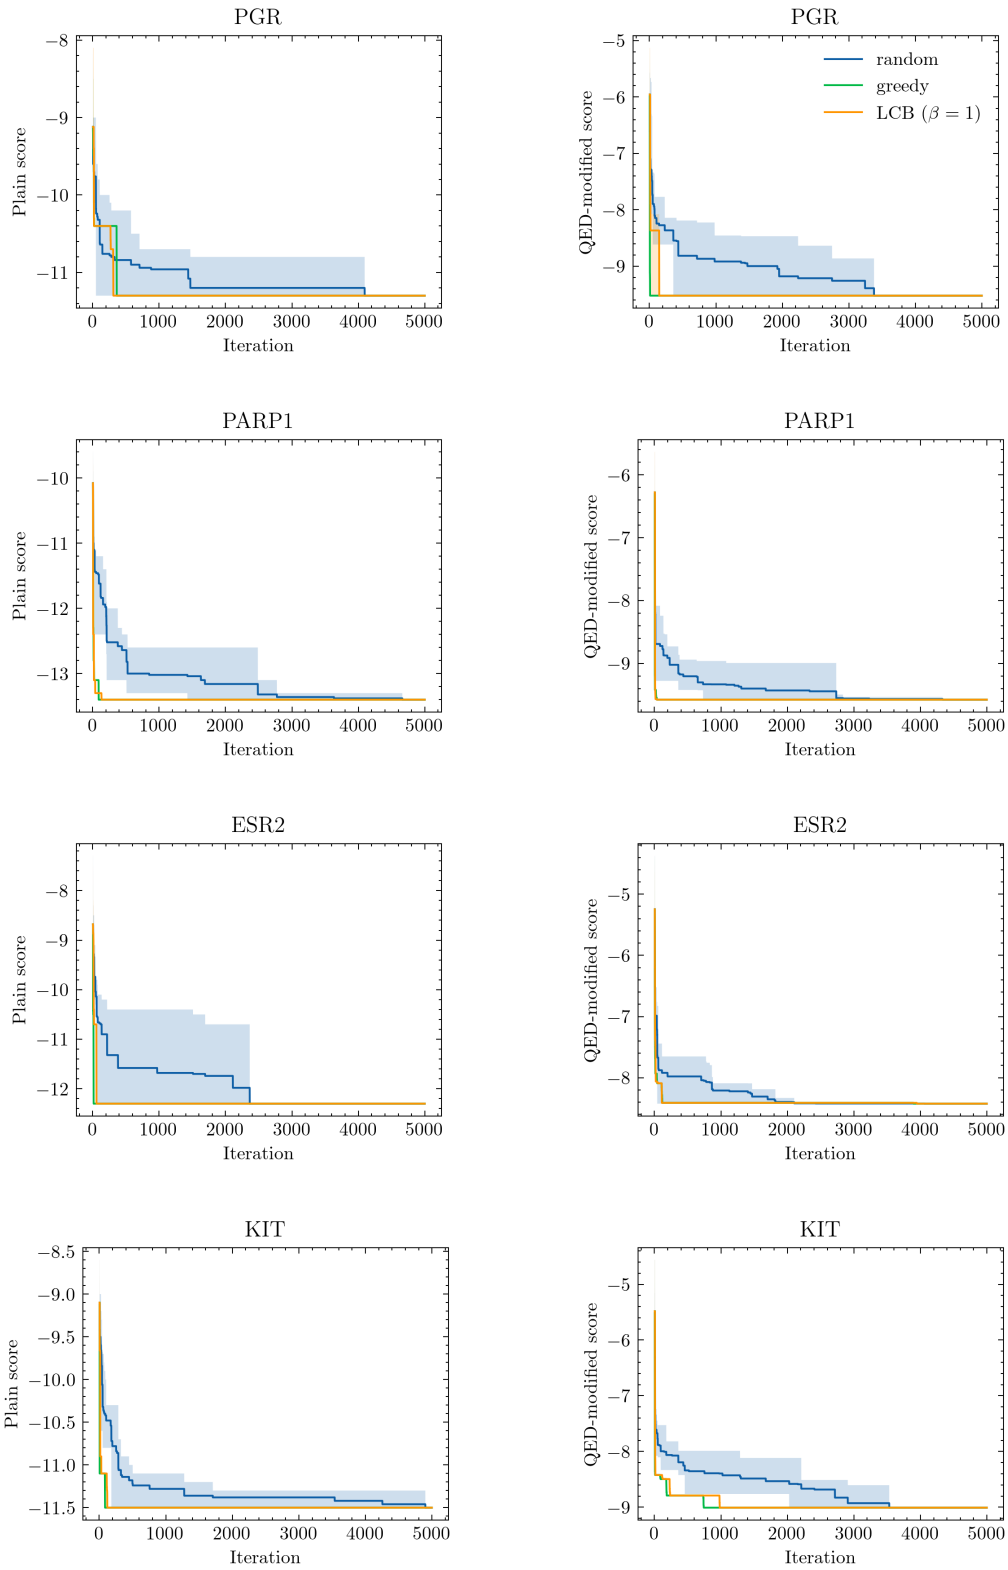 PGR
Plain score
−8
−9
−10
−11
0 1000 2000 3000 4000 5000
Iteration
PGR
QED-modified score
−5
−6
−7
−8
−9
random
greedy
LCB (β = 1)
0 1000 2000 3000 4000 5000
Iteration
PARP1
Plain score
−10
−11
−12
−13
0 1000 2000 3000 4000 5000
Iteration
PARP1
QED-modified score
−6
−7
−8
−9
0 1000 2000 3000 4000 5000
Iteration
ESR2
Plain score
−8
−9
−10
−11
−12
0 1000 2000 3000 4000 5000
Iteration
ESR2
QED-modified score
−5
−6
−7
−8
0 1000 2000 3000 4000 5000
Iteration
KIT
Plain score
−8.5
−9.0
−9.5
−10.0
−10.5
−11.0
−11.5
0 1000 2000 3000 4000 5000
Iteration
KIT
QED-modified score
−5
−6
−7
−8
−9
0 1000 2000 3000 4000 5000
Iteration